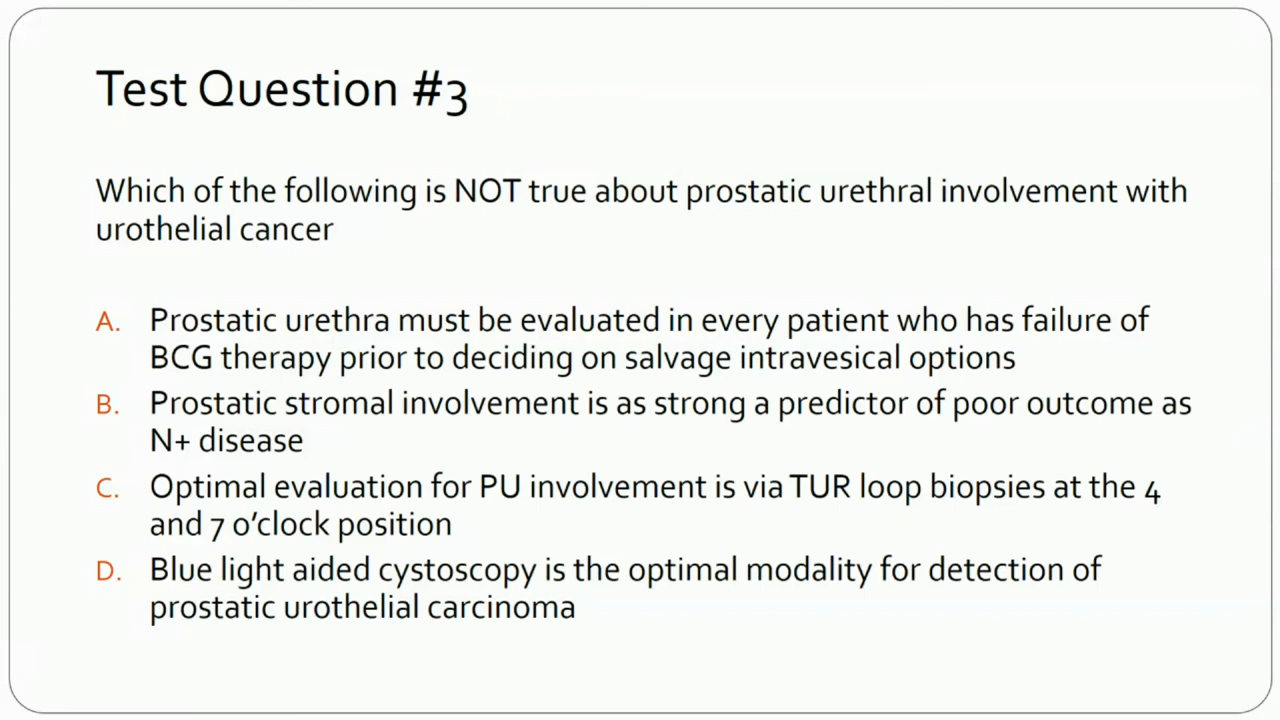 Test Question #3
Which of the following is NOT true about prostatic urethral involvement with
urothelial cancer
A. Prostatic urethra must be evaluated in every patient who has failure of
BCG therapy prior to deciding on salvage intravesical options
B. Prostatic stromal involvement is as strong a predictor of poor outcome as
N+ disease
C. Optimal evaluation for PU involvement is via TUR loop biopsies at the 4
and 7 o’clock position
D. Blue light aided cystoscopy is the optimal modality for detection of
prostatic urothelial carcinoma